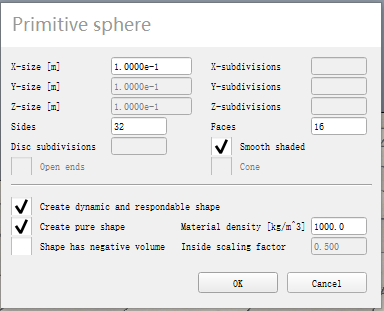 Primitive sphere
X-size [m] 1.0000e-1 X-subdivisions
Y-size [m] 1.0000e-1 Y-subdivisions
Z-size [m] 1.0000e-1 Z-subdivisions
Sides 32 Faces 16
Disc subdivisions Smooth shaded
Open ends Cone
Create dynamic and respondable shape
Create pure shape Material density [kg/m^3] 1000.0
Shape has negative volume Inside scaling factor 0.500
OK Cancel